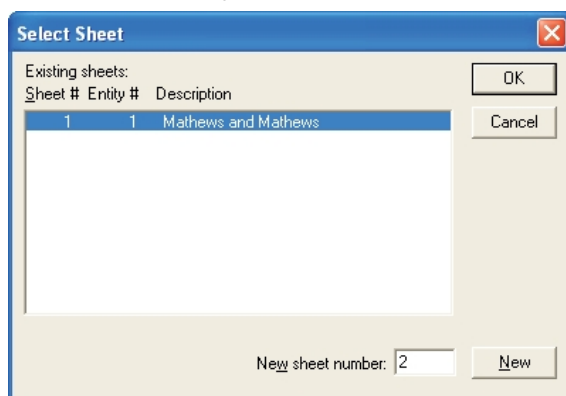 Select Sheet
Existing sheets:
OK
Sheet # Entity # Description
1 1 Mathews and Mathews
Cancel
New sheet number: 2
New